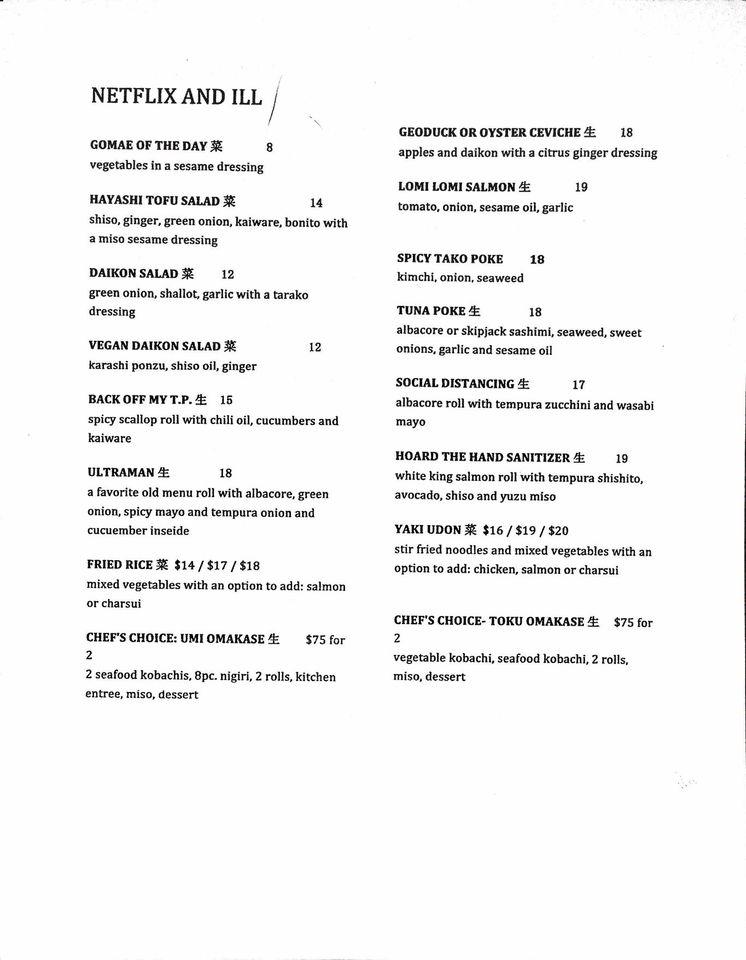 NETFLIX AND ILL
GOMAE OF THE DAY 菜 8
vegetables in a sesame dressing
HAYASHI TOFU SALAD 菜 14
shiso, ginger, green onion, kaiware, bonito with
a miso sesame dressing
DAIKON SALAD 菜 12
green onion, shallot, garlic with a tarako
dressing
VEGAN DAIKON SALAD 菜 12
karashi ponzu, shiso oil, ginger
BACK OFF MY T.P. 生 15
spicy scallop roll with chili oil, cucumbers and
kaiware
ULTRAMAN 生 18
a favorite old menu roll with albacore, green
onion, spicy mayo and tempura onion and
cucuember inseide
FRIED RICE 菜 $14 / $17 / $18
mixed vegetables with an option to add: salmon
or charsui
CHEF'S CHOICE: UMI OMAKASE 生 $75 for
2
2 seafood kobachis, 8pc. nigiri, 2 rolls, kitchen
entree, miso, dessert
GEODUCK OR OYSTER CEVICHE 生 18
apples and daikon with a citrus ginger dressing
LOMI LOMI SALMON 生 19
tomato, onion, sesame oil, garlic
SPICY TAKO POKE 18
kimchi, onion, seaweed
TUNA POKE 生 18
albacore or skipjack sashimi, seaweed, sweet
onions, garlic and sesame oil
SOCIAL DISTANCING 生 17
albacore roll with tempura zucchini and wasabi
mayo
HOARD THE HAND SANITIZER 生 19
white king salmon roll with tempura shishito,
avocado, shiso and yuzu miso
YAKI UDON 菜 $16 / $19 / $20
stir fried noodles and mixed vegetables with an
option to add: chicken, salmon or charsui
CHEF'S CHOICE- TOKU OMAKASE 生 $75 for
2
vegetable kobachi, seafood kobachi, 2 rolls,
miso, dessert